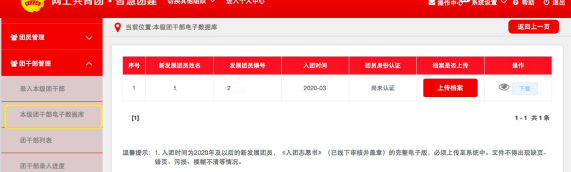 网上共青团·智慧团建 切换其他组织 进入个人中心 操作中心 系统设置 帮助 退出
团员管理
当前位置:本级团干部电子数据库 返回上一页
团干部管理
序号 新发展团员姓名 发展团员编号 入团时间 团员身份认证 档案是否上传 操作
录入本级团干部
1 1. 2 2020-03 尚未认证 上传档案 下载
本级团干部电子数据库
[1] 1 - 1 共 1 条
团干部列表
温馨提示：1. 入团时间为2020年及以后的新发展团员，《入团志愿书》（已线下审核并盖章）的完整电子版，必须上传至系统中。文件不得出现缺页、
错页、污损、模糊不清等情况。
团干部录入进度